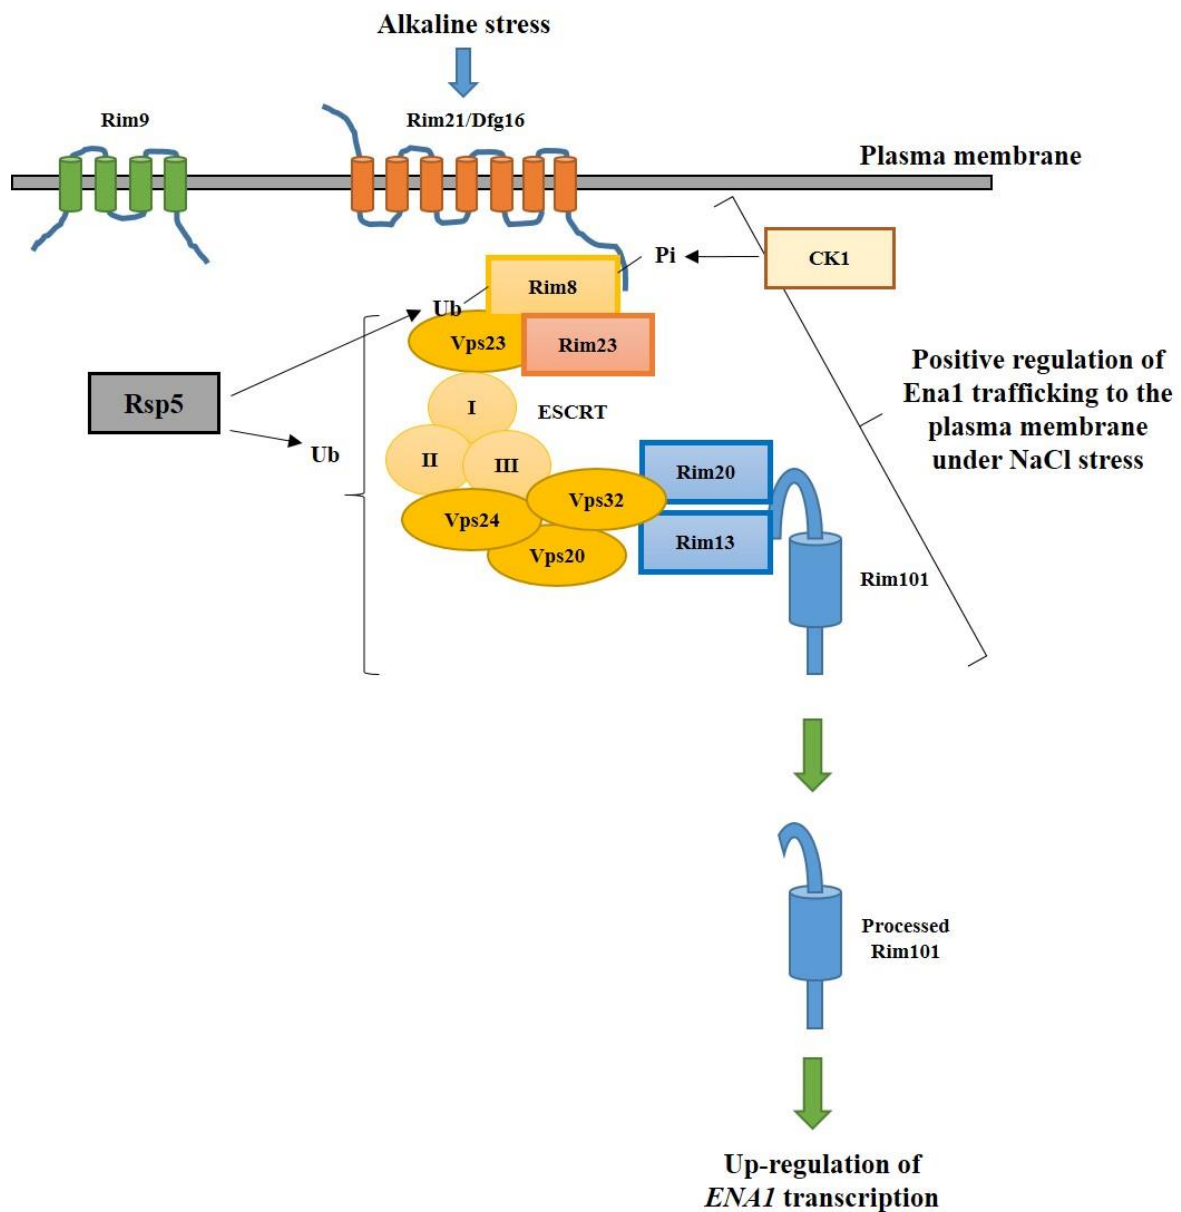 Alkaline stress
Rim9
Rim21/Dfg16
Plasma membrane
Pi
CK1
Rim8
Ub
Vps23
Rim23
Positive regulation of
Ena1 trafficking to the
plasma membrane
under NaCl stress
Rsp5
I
ESCRT
Ub
II
III
Rim20
Vps32
Vps24
Rim13
Vps20
Rim101
Processed
Rim101
Up-regulation of
ENA1 transcription